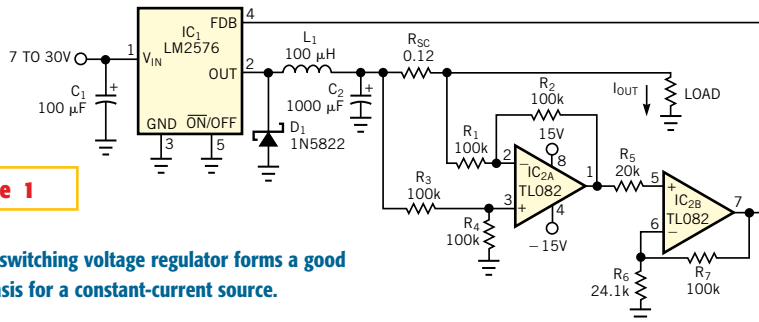 FDB 4
IC1
LM2576
7 TO 30V
1 VIN
OUT 2
L1
100 µH
RSC
0.12
C1
100 µF
+
C2
1000 µF
+
D1
1N5822
GND ON/OFF
3 5
IOUT
LOAD
R2
100k
R1
100k
15V
2 −
8
1
IC2A
TL082
3 +
4
−15V
R3
100k
R4
100k
R5
20k
5 +
IC2B
TL082
7
6 −
R6
24.1k
R7
100k
e 1
switching voltage regulator forms a good
sis for a constant-current source.